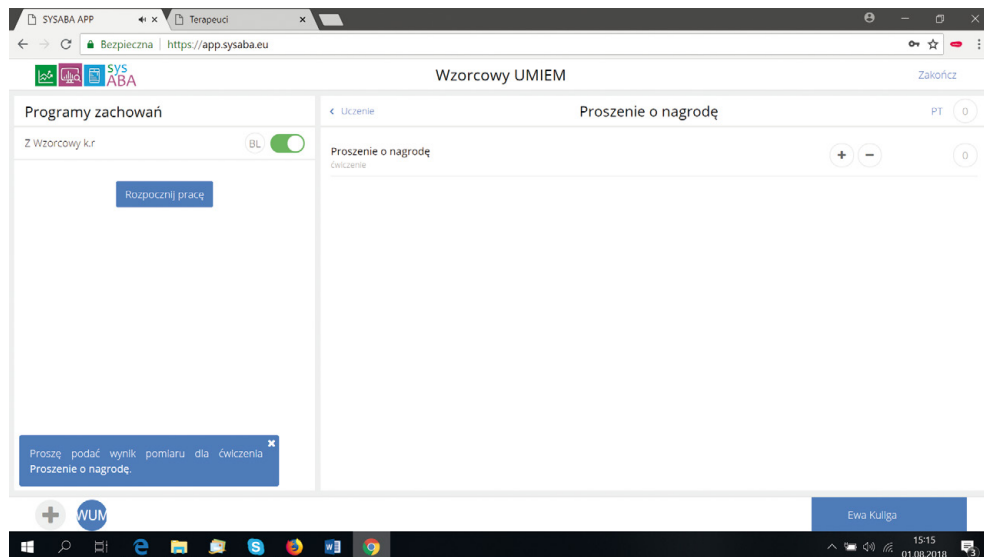 SYSABA APP
Terapeuci
Bezpieczna https://app.sysaba.eu
sys
ABA
Wzorcowy UMIEM
Zakończ
Programy zachowań
Uczenie
Proszenie o nagrodę
PT
0
Z Wzorcowy k.r
BL
Proszenie o nagrodę
ćwiczenie
+
−
0
Rozpocznij pracę
Proszę podać wynik pomiaru dla ćwiczenia
Proszenie o nagrodę.
WUM
Ewa Kuliga
15:15
01.08.2018